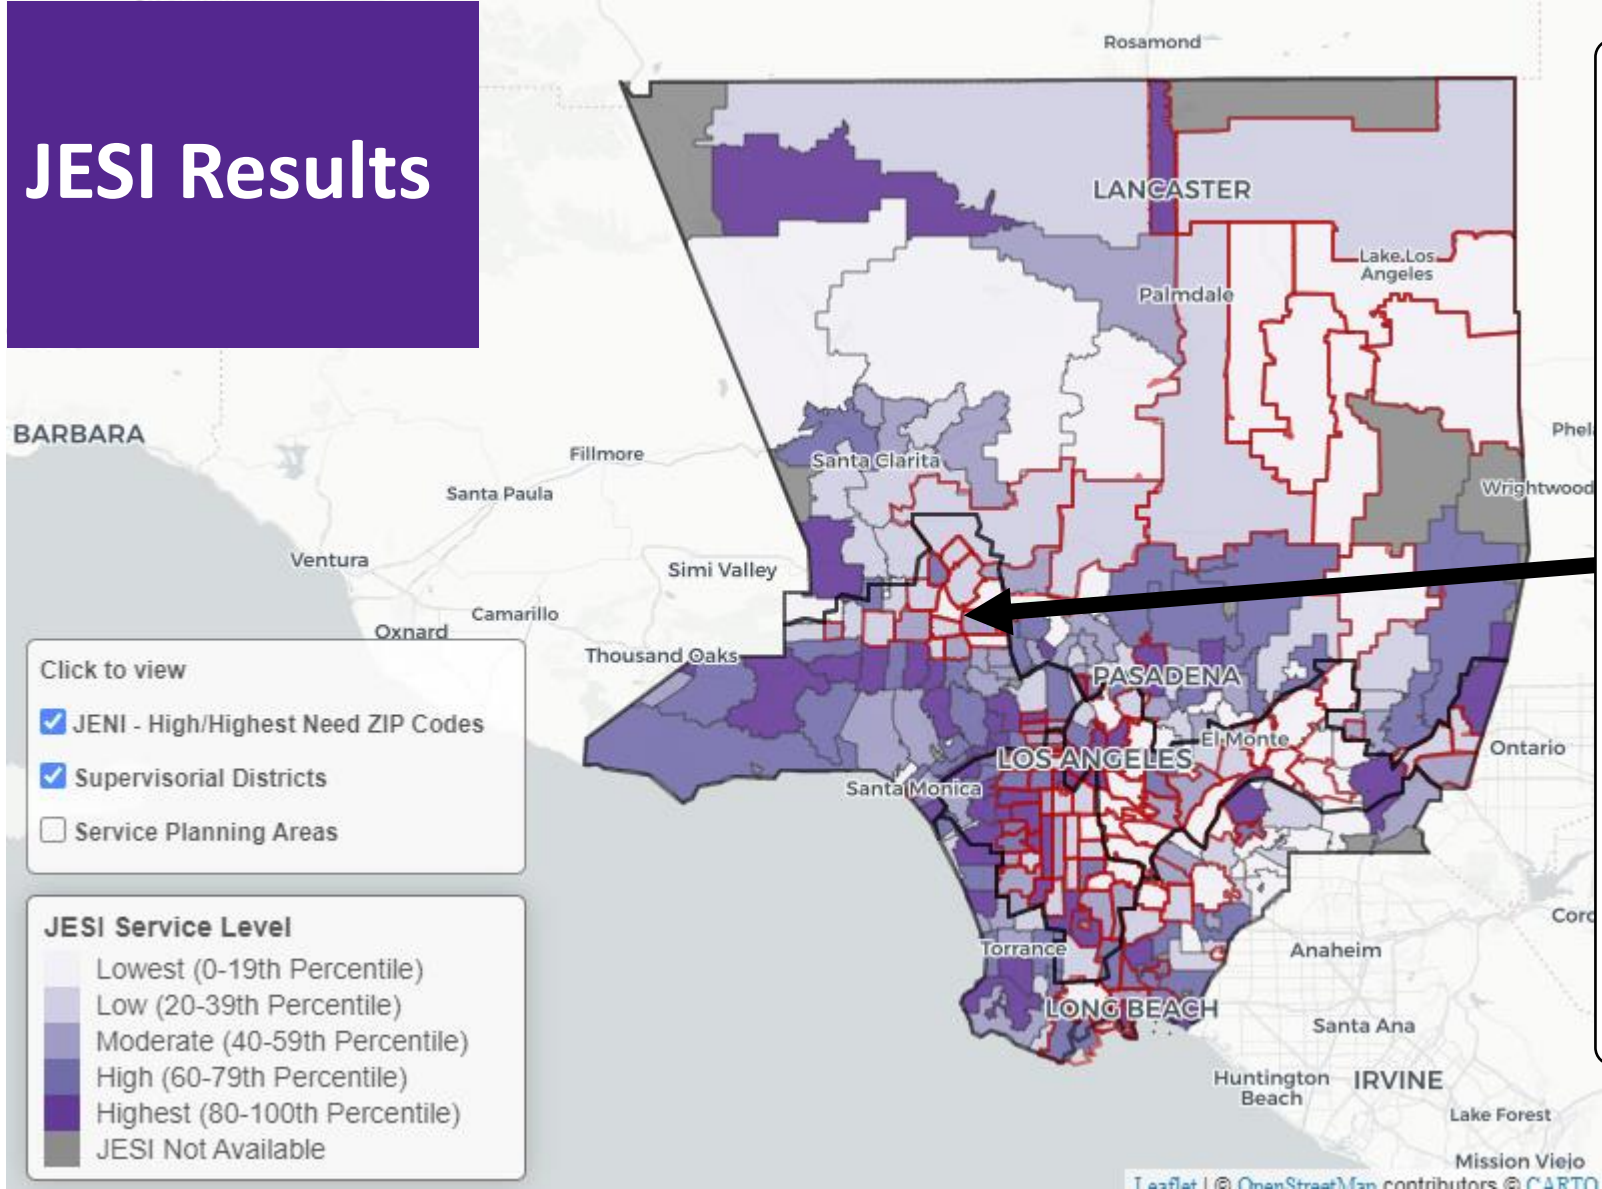 JESI Results
Rosamond
LANCASTER
Lake Los
Angeles
Palmdale
BARBARA
Fillmore
Santa Clarita
Santa Paula
Wrightwood
Ventura
Simi Valley
Camarillo
Oxnard
Thousand Oaks
PASADENA
El Monte
Ontario
LOS ANGELES
Santa Monica
Torrance
Anaheim
LONG BEACH
Santa Ana
Huntington
Beach
IRVINE
Lake Forest
Mission Viejo
Click to view
JENI - High/Highest Need ZIP Codes
Supervisorial Districts
Service Planning Areas
JESI Service Level
Lowest (0-19th Percentile)
Low (20-39th Percentile)
Moderate (40-59th Percentile)
High (60-79th Percentile)
Highest (80-100th Percentile)
JESI Not Available
Leaflet | © OpenStreetMap contributors © CARTO